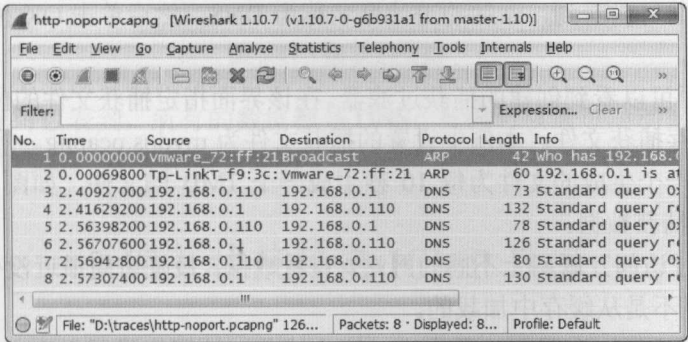 http-noport.pcapng [Wireshark 1.10.7 (v1.10.7-0-g6b931a1 from master-1.10)]
File Edit View Go Capture Analyze Statistics Telephony Tools Internals Help
Filter: Expression... Clear »
No. Time Source Destination Protocol Length Info
1 0.00000000 Vmware_72:ff:21 Broadcast ARP 42 Who has 192.168.0
2 0.00069800 Tp-LinkT_f9:3c: Vmware_72:ff:21 ARP 60 192.168.0.1 is at
3 2.40927000 192.168.0.110 192.168.0.1 DNS 73 Standard query 0x
4 2.41629200 192.168.0.1 192.168.0.110 DNS 132 Standard query re
5 2.56398200 192.168.0.110 192.168.0.1 DNS 78 Standard query 0x
6 2.56707600 192.168.0.1 192.168.0.110 DNS 126 Standard query re
7 2.56942800 192.168.0.110 192.168.0.1 DNS 80 Standard query 0x
8 2.57307400 192.168.0.1 192.168.0.110 DNS 130 Standard query re
File: "D:\traces\http-noport.pcapng" 126... Packets: 8 · Displayed: 8... Profile: Default